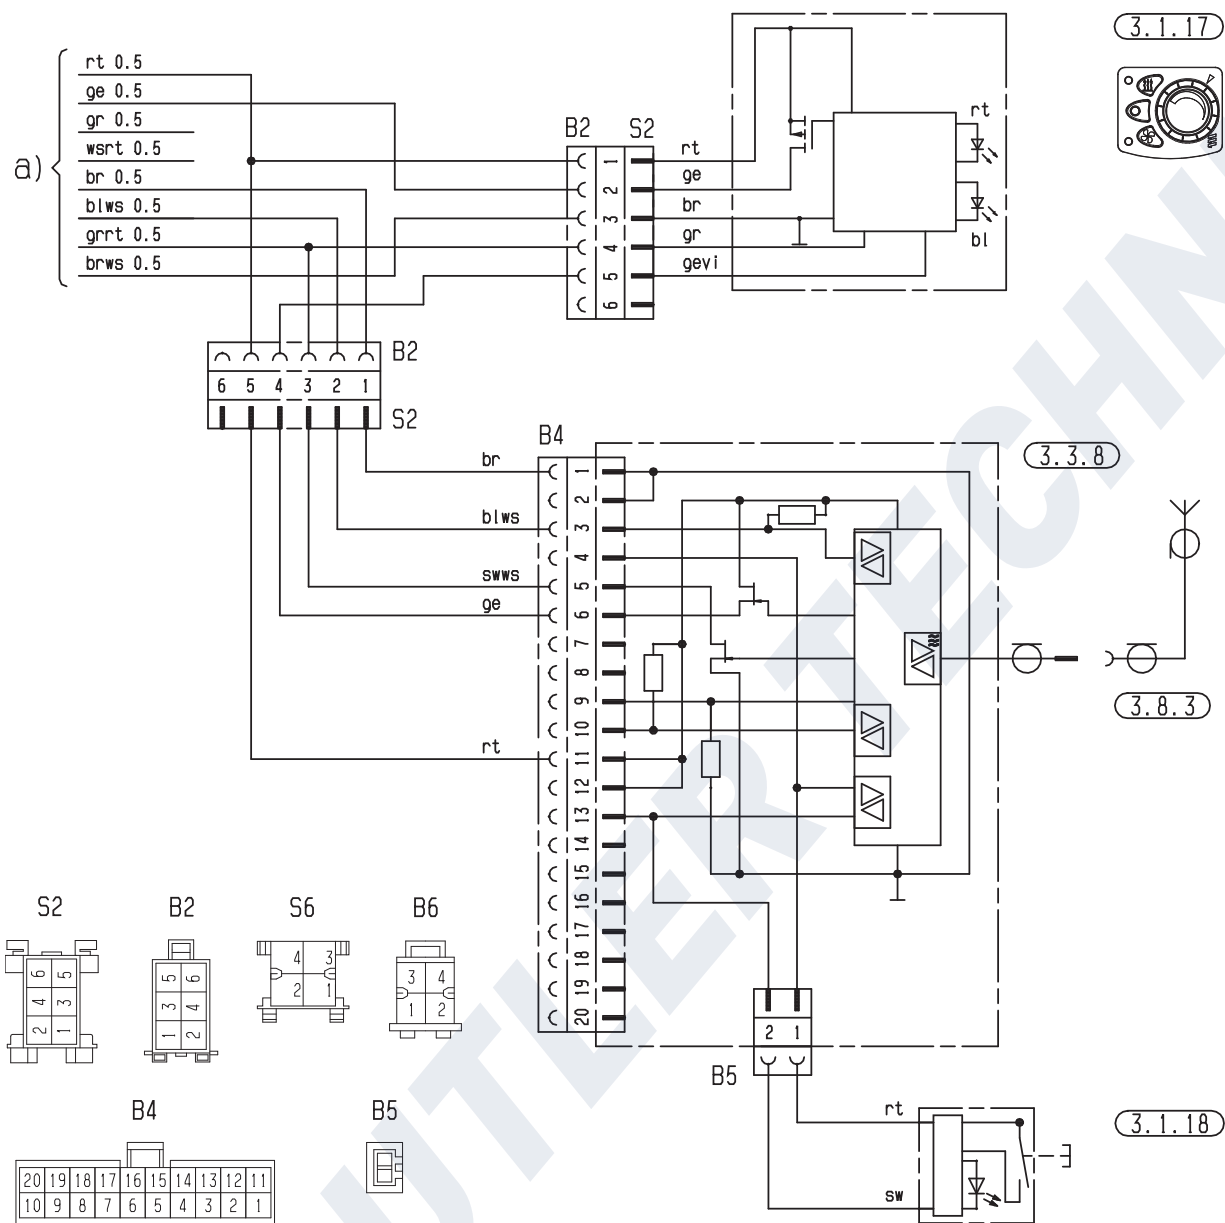 3.1.17
rt 0.5
ge 0.5
gr 0.5
wsrt 0.5
br 0.5
blws 0.5
grrt 0.5
brws 0.5
a)
B2 S2
1
2
3
4
5
6
rt
ge
br
gr
gevi
rt
bl
B2
6 5 4 3 2 1
S2
B4
3.3.8
br
blws
swws
ge
rt
1
2
3
4
5
6
7
8
9
10
11
12
13
14
15
16
17
18
19
20
3.8.3
2 1
B5
rt
sw
3.1.18
S2 B2 S6 B6
6 5
4 3
2 1
5 6
3 4
1 2
4 3
2 1
3 4
1 2
B4 B5
20 19 18 17 16 15 14 13 12 11
10 9 8 7 6 5 4 3 2 1
UTLER TECHN